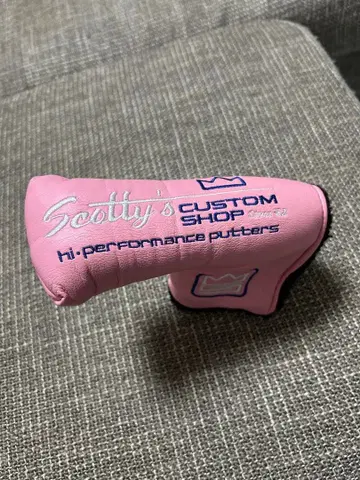 Scotty's
CUSTOM
SHOP
hi•performance putters